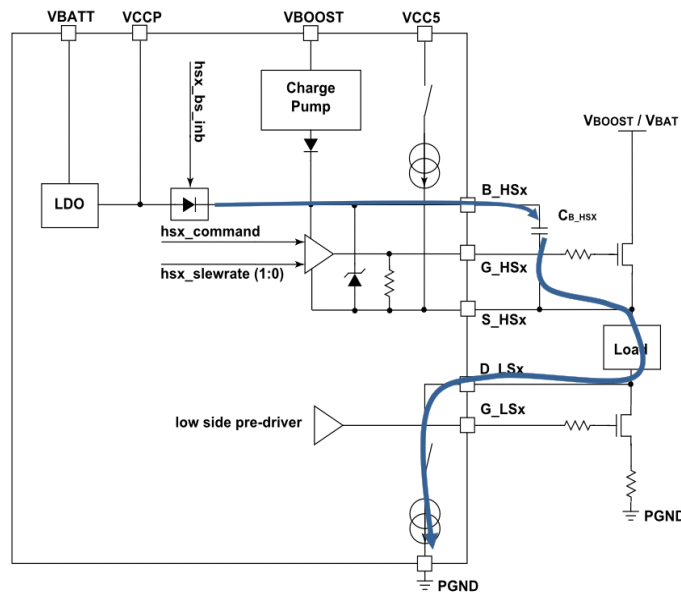 VBATT VCCP VBOOST VCC5
hsx_bs_inb
Charge
Pump
VBOOST / VBAT
LDO
B_HSx
CB_HSX
hsx_command
hsx_slewrate (1:0)
G_HSx
S_HSx
Load
D_LSx
G_LSx
low side pre-driver
PGND
PGND